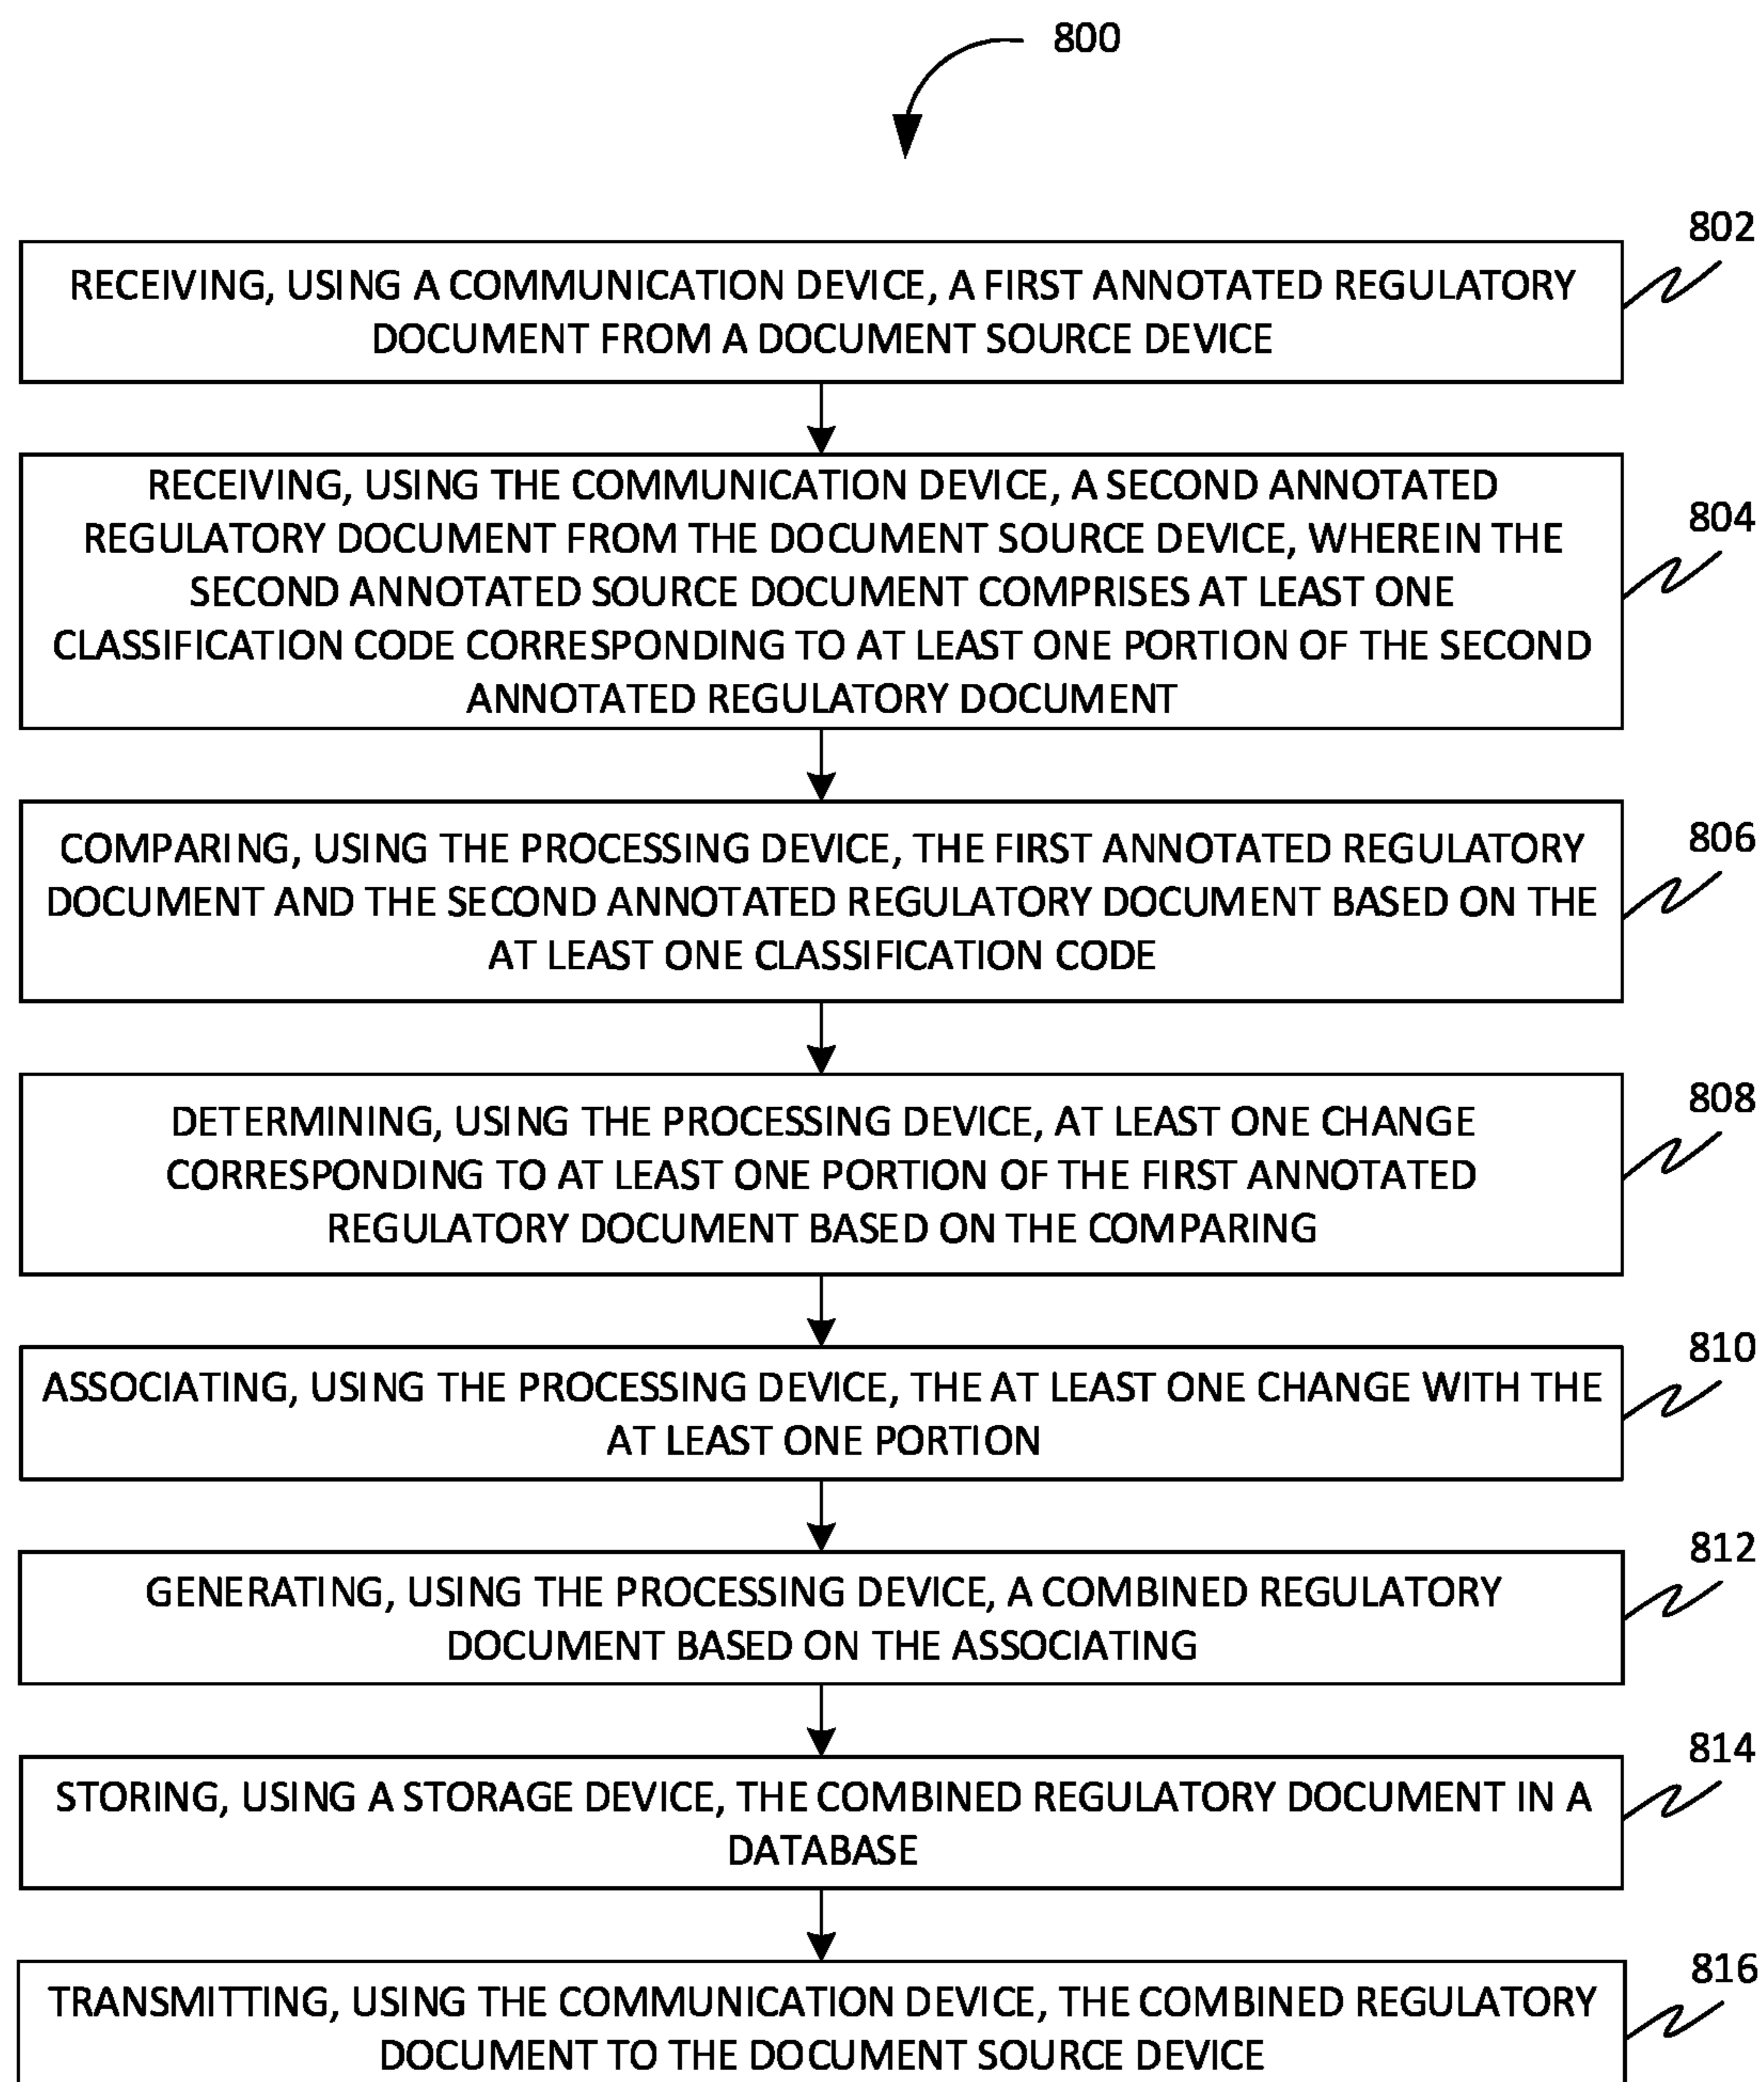 800
802
RECEIVING, USING A COMMUNICATION DEVICE, A FIRST ANNOTATED REGULATORY
DOCUMENT FROM A DOCUMENT SOURCE DEVICE
804
RECEIVING, USING THE COMMUNICATION DEVICE, A SECOND ANNOTATED
REGULATORY DOCUMENT FROM THE DOCUMENT SOURCE DEVICE, WHEREIN THE
SECOND ANNOTATED SOURCE DOCUMENT COMPRISES AT LEAST ONE
CLASSIFICATION CODE CORRESPONDING TO AT LEAST ONE PORTION OF THE SECOND
ANNOTATED REGULATORY DOCUMENT
806
COMPARING, USING THE PROCESSING DEVICE, THE FIRST ANNOTATED REGULATORY
DOCUMENT AND THE SECOND ANNOTATED REGULATORY DOCUMENT BASED ON THE
AT LEAST ONE CLASSIFICATION CODE
808
DETERMINING, USING THE PROCESSING DEVICE, AT LEAST ONE CHANGE
CORRESPONDING TO AT LEAST ONE PORTION OF THE FIRST ANNOTATED
REGULATORY DOCUMENT BASED ON THE COMPARING
810
ASSOCIATING, USING THE PROCESSING DEVICE, THE AT LEAST ONE CHANGE WITH THE
AT LEAST ONE PORTION
812
GENERATING, USING THE PROCESSING DEVICE, A COMBINED REGULATORY
DOCUMENT BASED ON THE ASSOCIATING
814
STORING, USING A STORAGE DEVICE, THE COMBINED REGULATORY DOCUMENT IN A
DATABASE
816
TRANSMITTING, USING THE COMMUNICATION DEVICE, THE COMBINED REGULATORY
DOCUMENT TO THE DOCUMENT SOURCE DEVICE